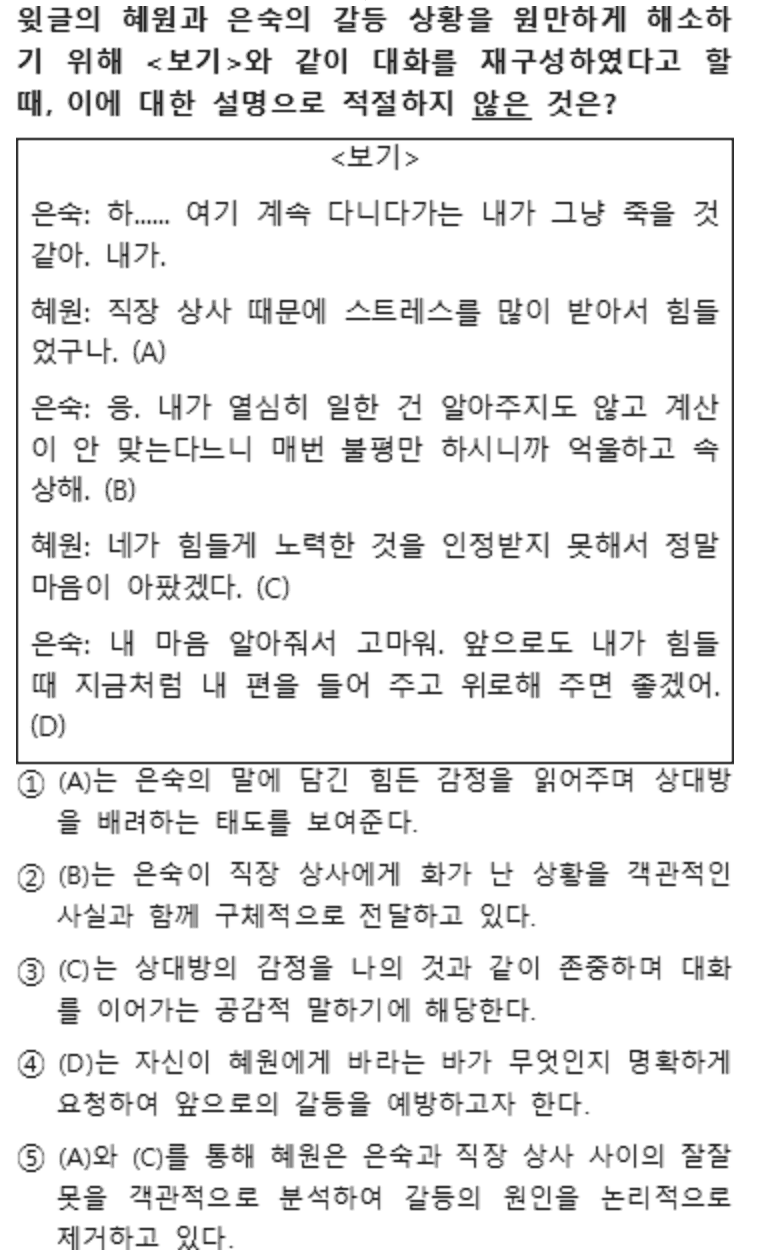 윗글의 혜원과 은숙의 갈등 상황을 원만하게 해소하
기 위해 <보기>와 같이 대화를 재구성하였다고 할
때, 이에 대한 설명으로 적절하지 않은 것은?
<보기>
은숙: 하...... 여기 계속 다니다가는 내가 그냥 죽을 것
같아. 내가.
혜원: 직장 상사 때문에 스트레스를 많이 받아서 힘들
었구나. (A)
은숙: 응. 내가 열심히 일한 건 알아주지도 않고 계산
이 안 맞는다느니 매번 불평만 하시니까 억울하고 속
상해. (B)
혜원: 네가 힘들게 노력한 것을 인정받지 못해서 정말
마음이 아팠겠다. (C)
은숙: 내 마음 알아줘서 고마워. 앞으로도 내가 힘들
때 지금처럼 내 편을 들어 주고 위로해 주면 좋겠어.
(D)
① (A)는 은숙의 말에 담긴 힘든 감정을 읽어주며 상대방
을 배려하는 태도를 보여준다.
② (B)는 은숙이 직장 상사에게 화가 난 상황을 객관적인
사실과 함께 구체적으로 전달하고 있다.
③ (C)는 상대방의 감정을 나의 것과 같이 존중하며 대화
를 이어가는 공감적 말하기에 해당한다.
④ (D)는 자신이 혜원에게 바라는 바가 무엇인지 명확하게
요청하여 앞으로의 갈등을 예방하고자 한다.
⑤ (A)와 (C)를 통해 혜원은 은숙과 직장 상사 사이의 잘잘
못을 객관적으로 분석하여 갈등의 원인을 논리적으로
제거하고 있다.